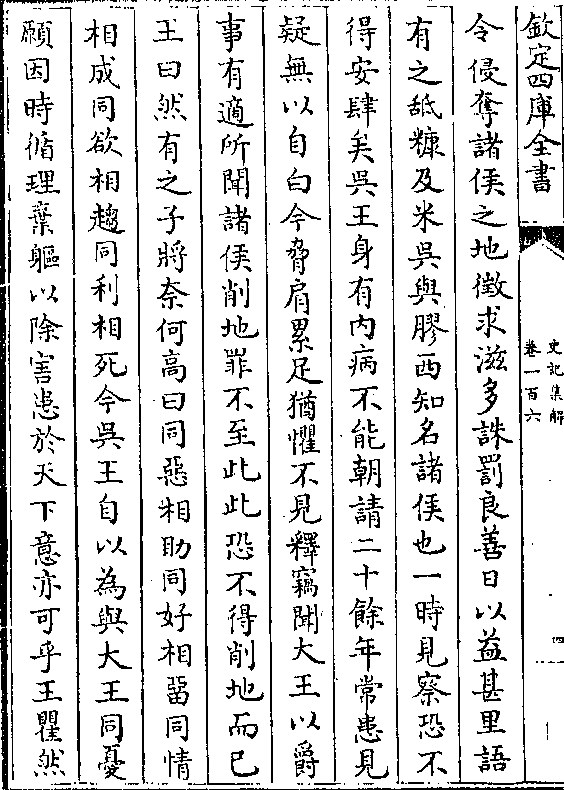 欽定四庫全書
史記集解
卷一百六
四
令侵奪諸侯之地徵求滋多誅罰良善日以益甚里語
有之䑛糠及米吳與膠西知名諸侯也一時見察恐不
得安肆矣吳王身有內病不能朝請二十餘年常患見
疑無以自白今脅肩累足猶懼不見釋竊聞大王以爵
事有適所聞諸侯削地罪不至此此恐不得削地而已
王曰然有之子將奈何高曰同惡相助同好相留同情
相成同欲相趨同利相死今吳王自以為與大王同憂
願因時循理棄軀以除害患於天下意亦可乎王瞿然